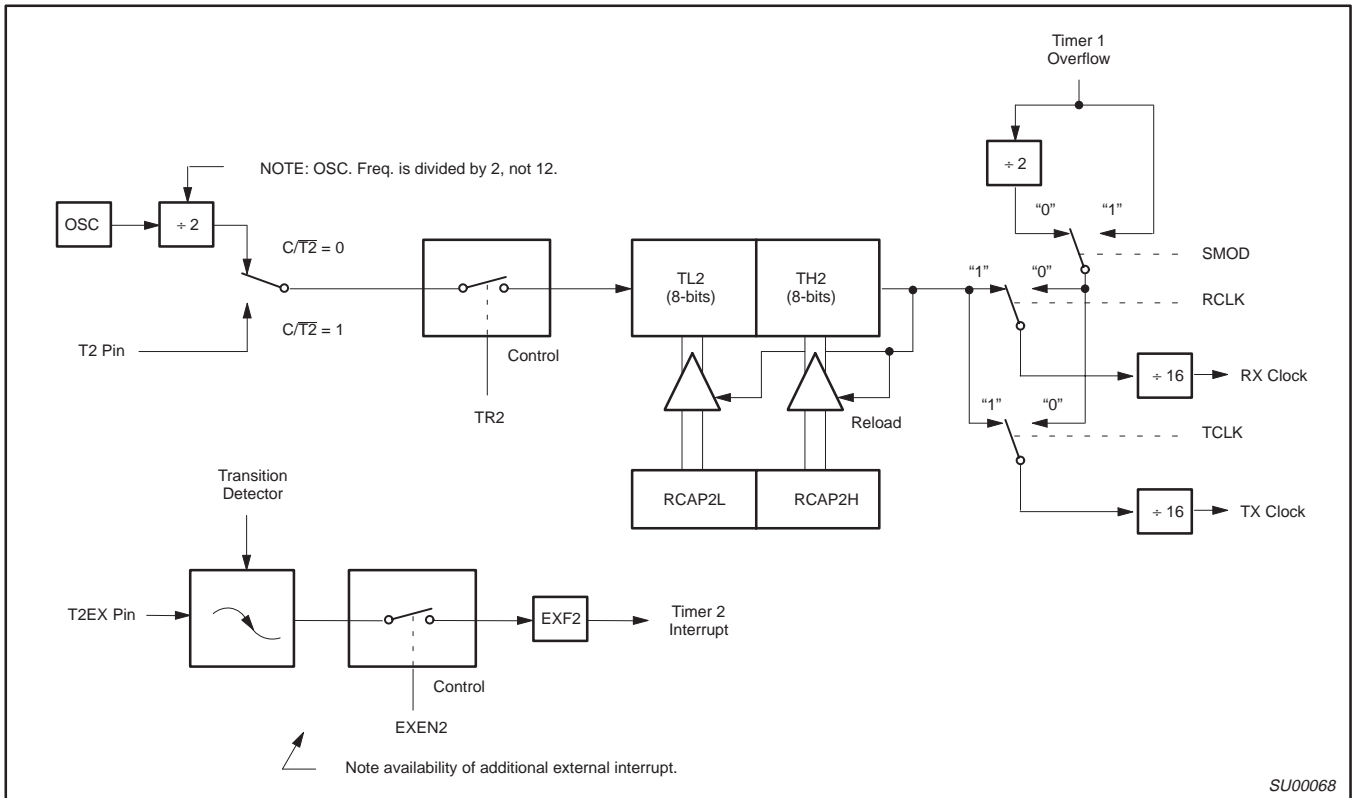 Timer 1
Overflow
÷ 2
NOTE: OSC. Freq. is divided by 2, not 12.
“0”
“1”
OSC
÷ 2
C/T2 = 0
SMOD
TL2
(8-bits)
TH2
(8-bits)
“1”
“0”
RCLK
C/T2 = 1
T2 Pin
Control
÷ 16
RX Clock
TR2
Reload
“1”
“0”
TCLK
Transition
Detector
RCAP2L
RCAP2H
÷ 16
TX Clock
T2EX Pin
EXF2
Timer 2
Interrupt
Control
EXEN2
Note availability of additional external interrupt.
SU00068